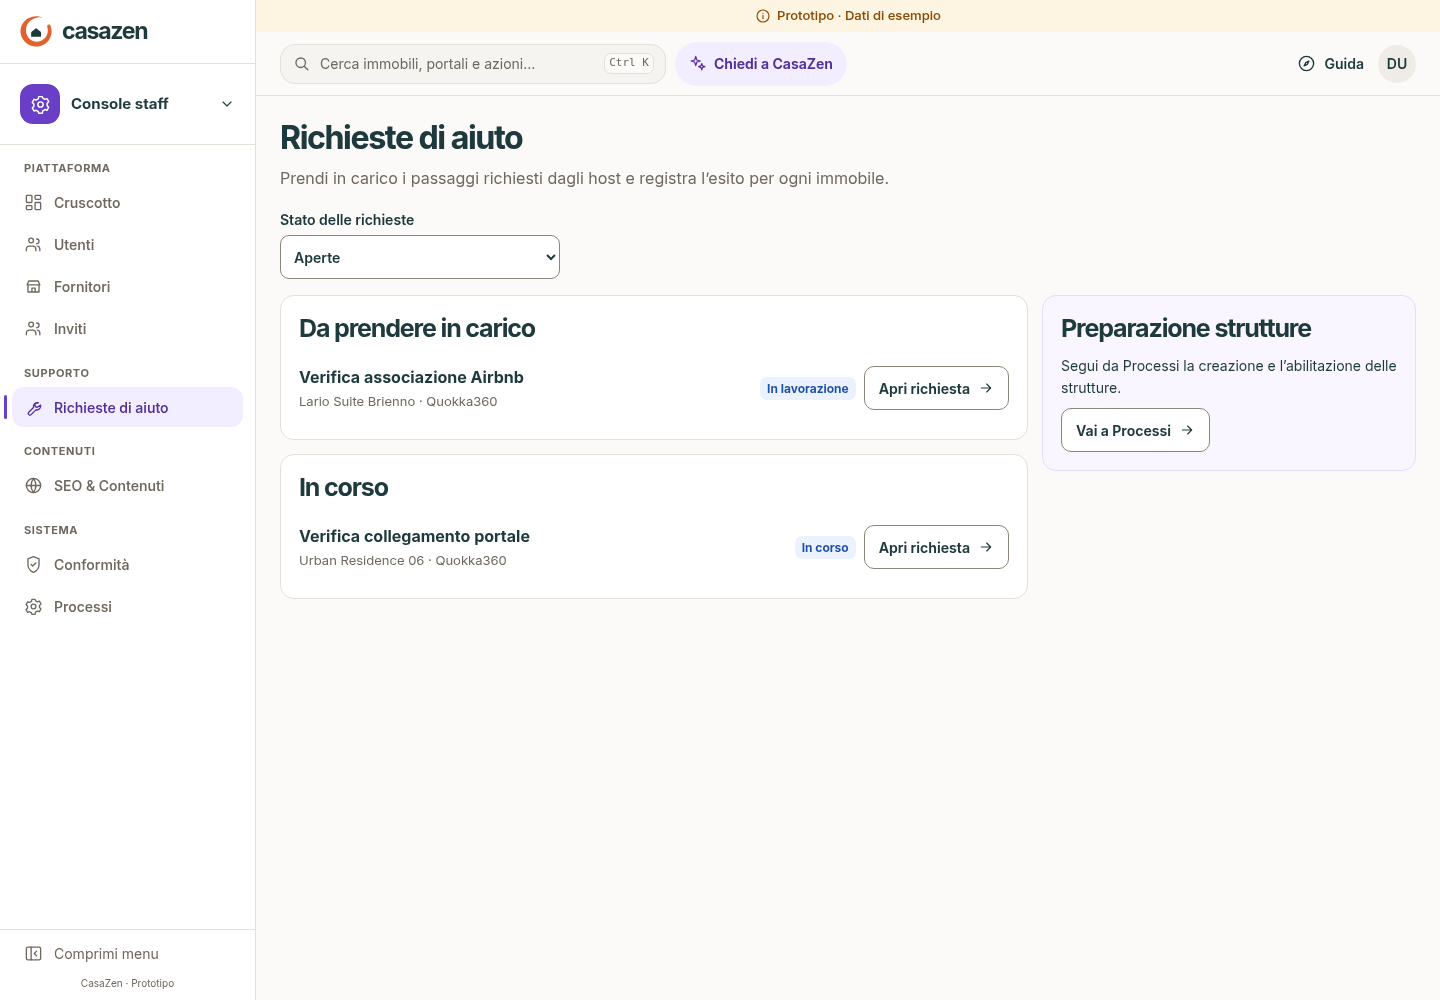 casazen
Console staff
PIATTAFORMA
Cruscotto
Utenti
Fornitori
Inviti
SUPPORTO
Richieste di aiuto
CONTENUTI
SEO & Contenuti
SISTEMA
Conformità
Processi
Comprimi menu
CasaZen · Prototipo
Prototipo · Dati di esempio
Cerca immobili, portali e azioni...
Ctrl K
Chiedi a CasaZen
Guida
DU
Richieste di aiuto
Prendi in carico i passaggi richiesti dagli host e registra l’esito per ogni immobile.
Stato delle richieste
Aperte
Da prendere in carico
Verifica associazione Airbnb
Lario Suite Brienno · Quokka360
In lavorazione
Apri richiesta
In corso
Verifica collegamento portale
Urban Residence 06 · Quokka360
In corso
Apri richiesta
Preparazione strutture
Segui da Processi la creazione e l’abilitazione delle
strutture.
Vai a Processi